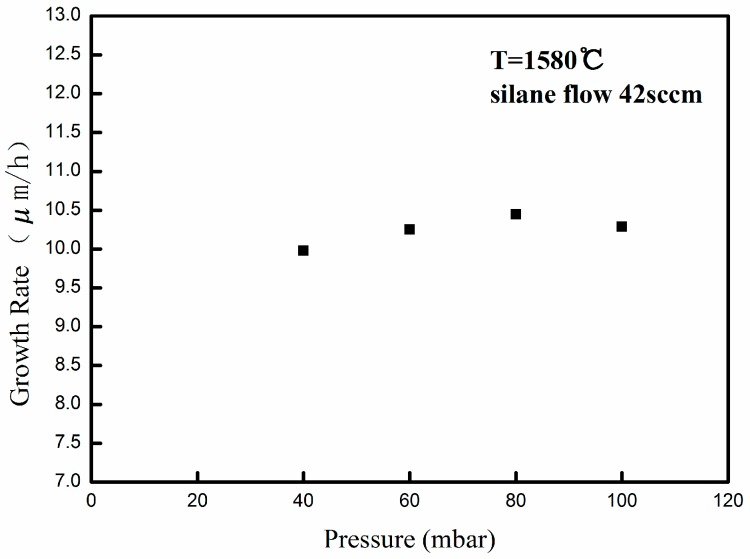 13.0
12.5
12.0
11.5
11.0
10.5
10.0
9.5
9.0
8.5
8.0
7.5
7.0
Growth Rate （μm/h）
T=1580℃
silane flow 42sccm
0 20 40 60 80 100 120
Pressure (mbar)